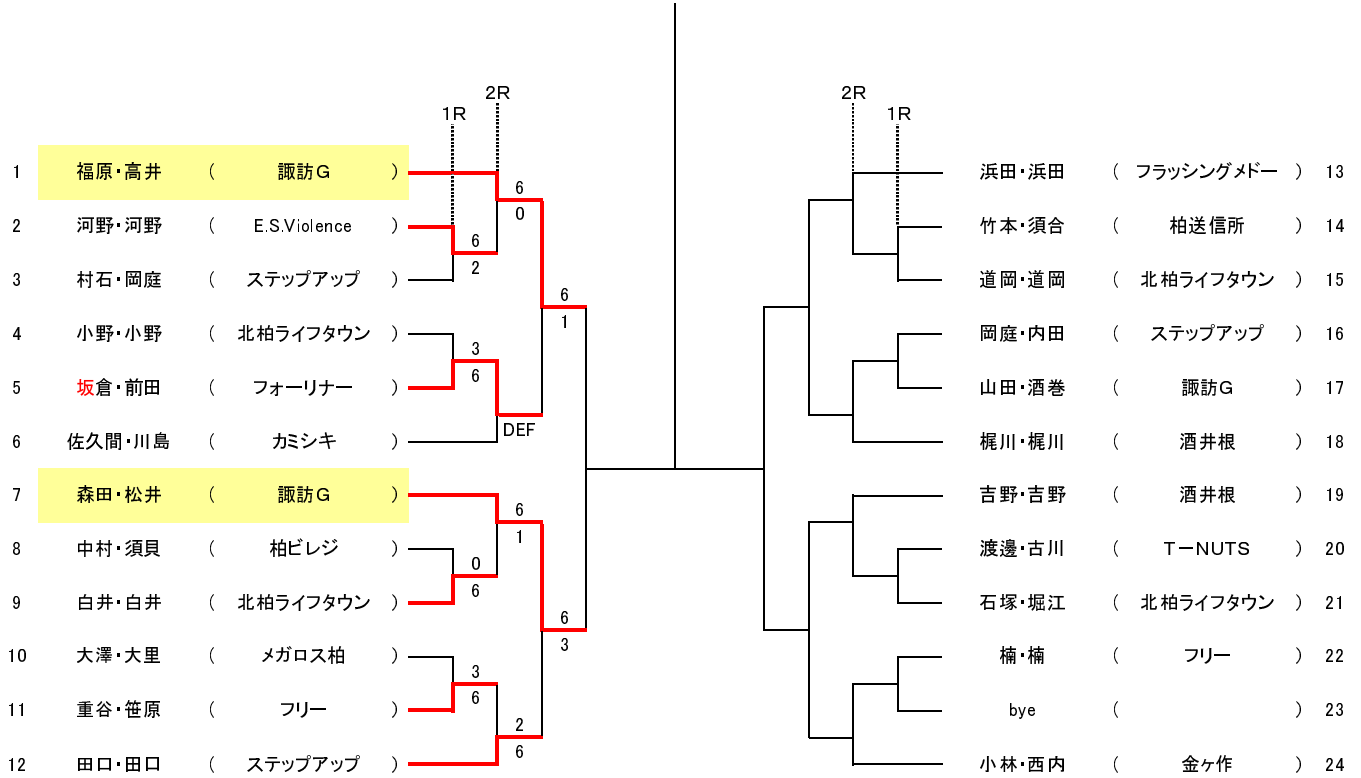 2R 2R
1R 1R
1 福原・高井 ( 諏訪G ) 浜田・浜田 ( フラッシングメドー ) 13
6
0
2 河野・河野 ( E.S.Violence ) 竹本・須合 ( 柏送信所 ) 14
6
2
3 村石・岡庭 ( ステップアップ ) 道岡・道岡 ( 北柏ライフタウン ) 15
6
1
4 小野・小野 ( 北柏ライフタウン ) 岡庭・内田 ( ステップアップ ) 16
3
6
5 坂倉・前田 ( フォーリナー ) 山田・酒巻 ( 諏訪G ) 17
DEF
6 佐久間・川島 ( カミシキ ) 梶川・梶川 ( 酒井根 ) 18
7 森田・松井 ( 諏訪G ) 吉野・吉野 ( 酒井根 ) 19
6
1
8 中村・須貝 ( 柏ビレジ ) 渡邊・古川 ( T−NUTS ) 20
0
6
9 白井・白井 ( 北柏ライフタウン ) 石塚・堀江 ( 北柏ライフタウン ) 21
6
3
10 大澤・大里 ( メガロス柏 ) 楠・楠 ( フリー ) 22
3
6
11 重谷・笹原 ( フリー ) bye ( ) 23
2
6
12 田口・田口 ( ステップアップ ) 小林・西内 ( 金ヶ作 ) 24